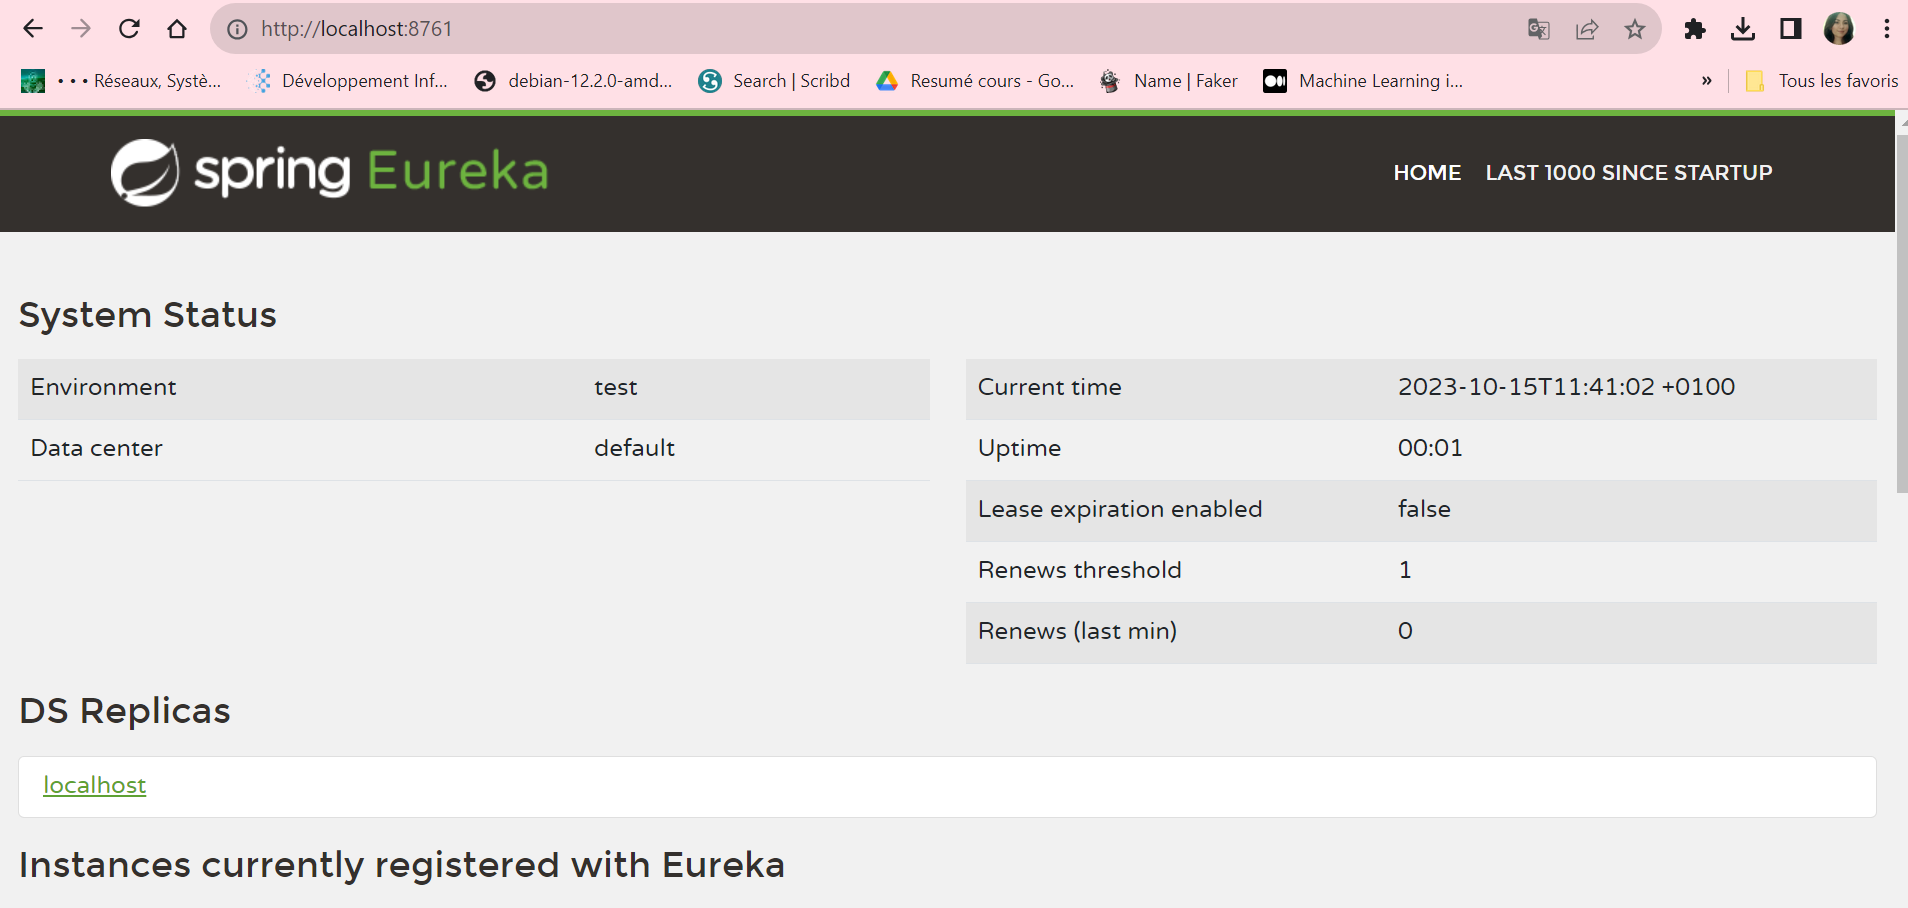 http://localhost:8761
• • • Réseaux, Systè... Développement Inf... debian-12.2.0-amd... Search | Scribd Resumé cours - Go... Name | Faker Machine Learning i... » Tous les favoris
spring Eureka HOME LAST 1000 SINCE STARTUP
System Status
Environment test
Data center default
Current time 2023-10-15T11:41:02 +0100
Uptime 00:01
Lease expiration enabled false
Renews threshold 1
Renews (last min) 0
DS Replicas
localhost
Instances currently registered with Eureka